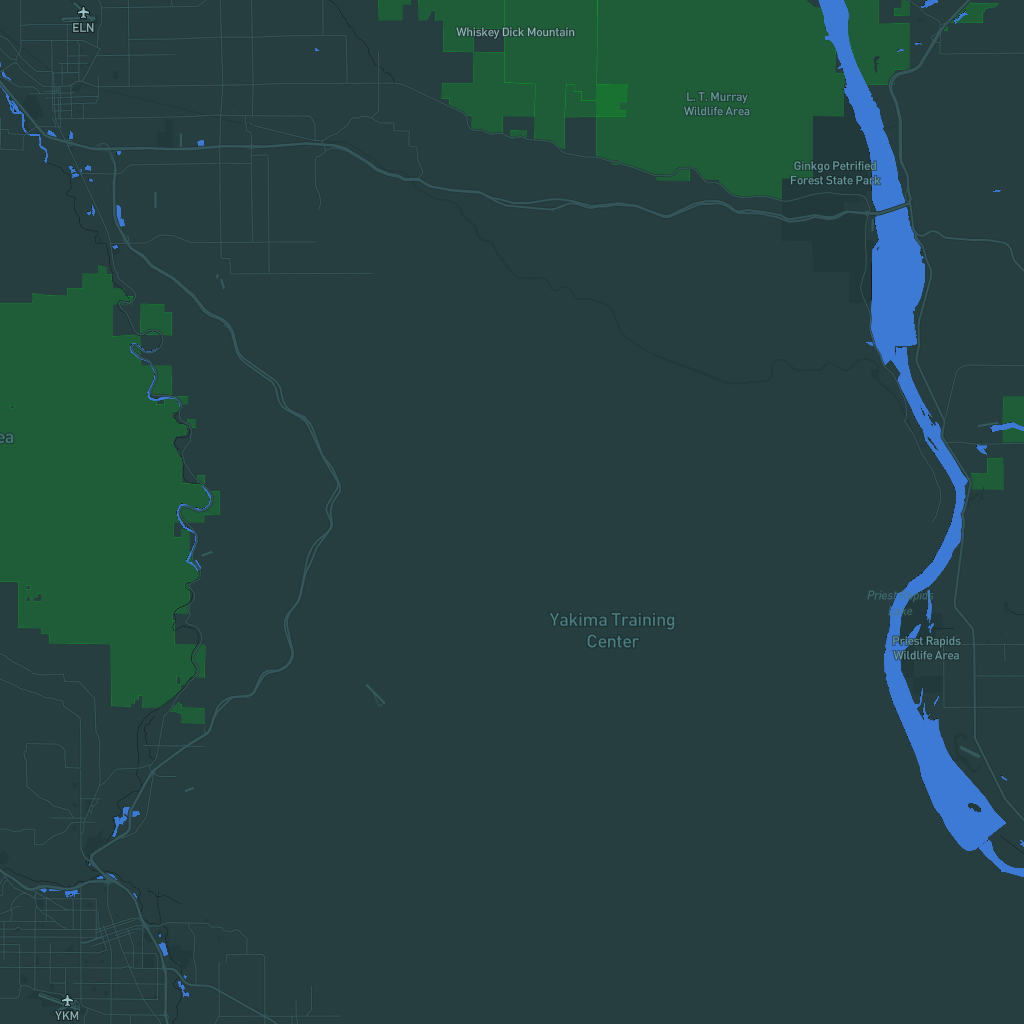 ELN
Whiskey Dick Mountain
L. T. Murray
Wildlife Area
Ginkgo Petrified
Forest State Park
ea
Yakima Training
Center
Priest Rapids
Lake
Priest Rapids
Wildlife Area
YKM